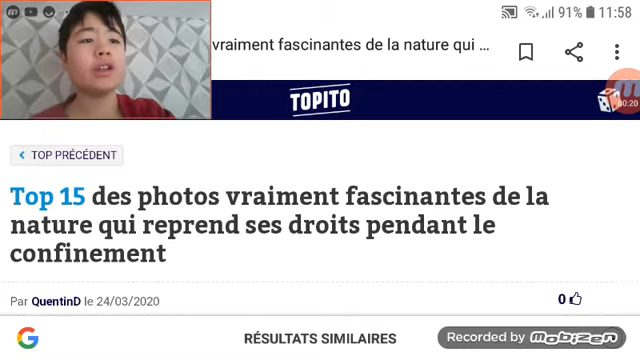 91% 11:58
vraiment fascinantes de la nature qui ...
TOPITO
00:20
TOP PRÉCÉDENT
Top 15 des photos vraiment fascinantes de la
nature qui reprend ses droits pendant le
confinement
Par QuentinD le 24/03/2020
0
G
RÉSULTATS SIMILAIRES
Recorded by MOBIZEN